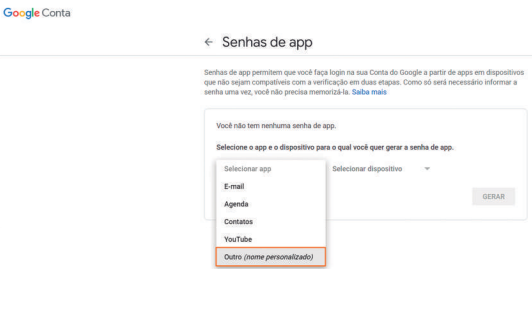 Google Conta
← Senhas de app
Senhas de app permitem que você faça login na sua Conta do Google a partir de apps em dispositivos
que não sejam compatíveis com a verificação em duas etapas. Como só será necessário informar a
senha uma vez, você não precisa memorizá-la. Saiba mais
Você não tem nenhuma senha de app.
Selecione o app e o dispositivo para o qual você quer gerar a senha de app.
Selecionar app
Selecionar dispositivo
E-mail
Agenda
GERAR
Contatos
YouTube
Outro (nome personalizado)